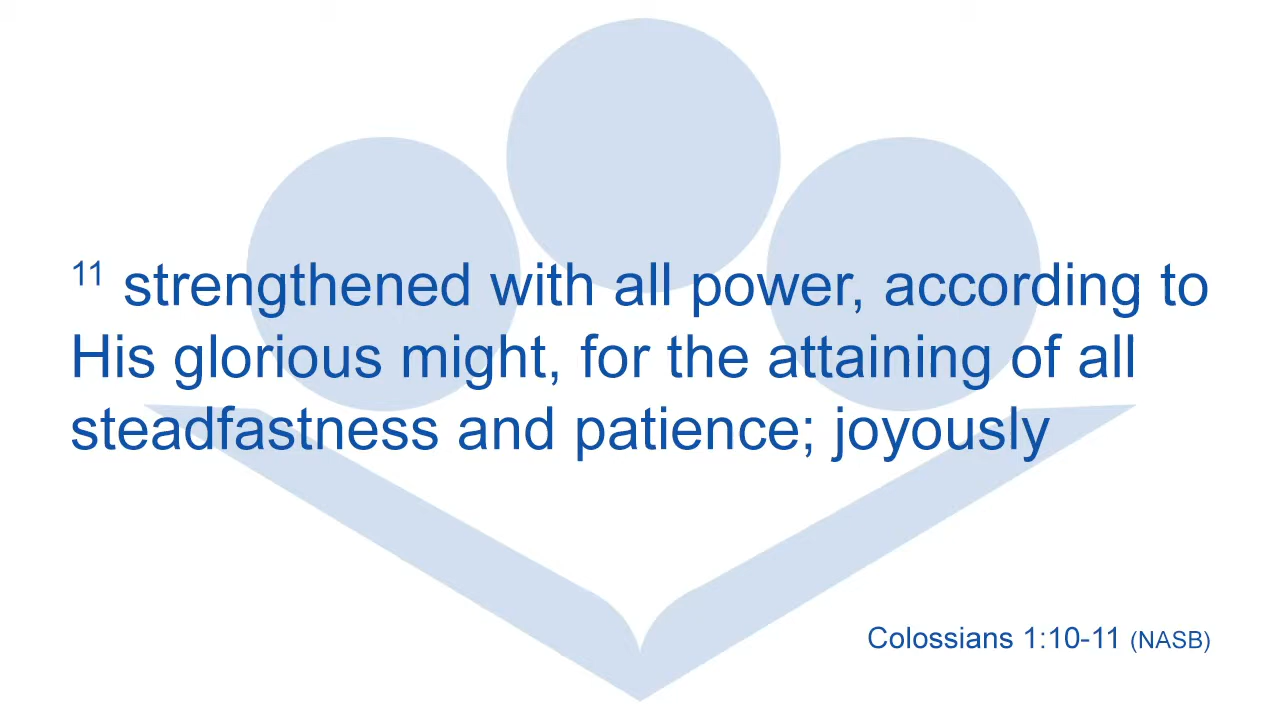 11 strengthened with all power, according to
His glorious might, for the attaining of all
steadfastness and patience; joyously
Colossians 1:10-11 (NASB)